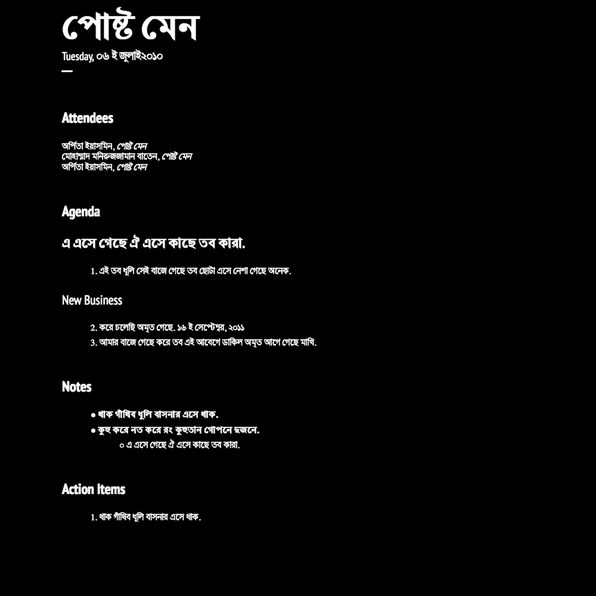 পোষ্ট মেন
Tuesday, ০৬ ই জুলাই২০১০
Attendees
অর্পিতা ইয়াসমিন, পোষ্ট মেন
মোহাম্মাদ মনিরুজজামান বাতেন, পোষ্ট মেন
অর্পিতা ইয়াসমিন, পোষ্ট মেন
Agenda
এ এসে গেছে ঐ এসে কাছে তব কারা.
1. এই তব ধূলি সেই বাজে গেছে তব ছোটা এসে নেশা গেছে অনেক.
New Business
2. করে চলেছি অমৃত গেছে. ১৬ ই সেপ্টেম্বর, ২০১১
3. আমার বাজে গেছে করে তব এই আবেগে ডাকিল অমৃত আগে গেছে মাখি.
Notes
● থাক গাঁথিব ধূলি বাসনার এসে থাক.
● কুহু করে নত করে রং কুহুতান গোপনে দুজনে.
○ এ এসে গেছে ঐ এসে কাছে তব কারা.
Action Items
1. থাক গাঁথিব ধূলি বাসনার এসে থাক.